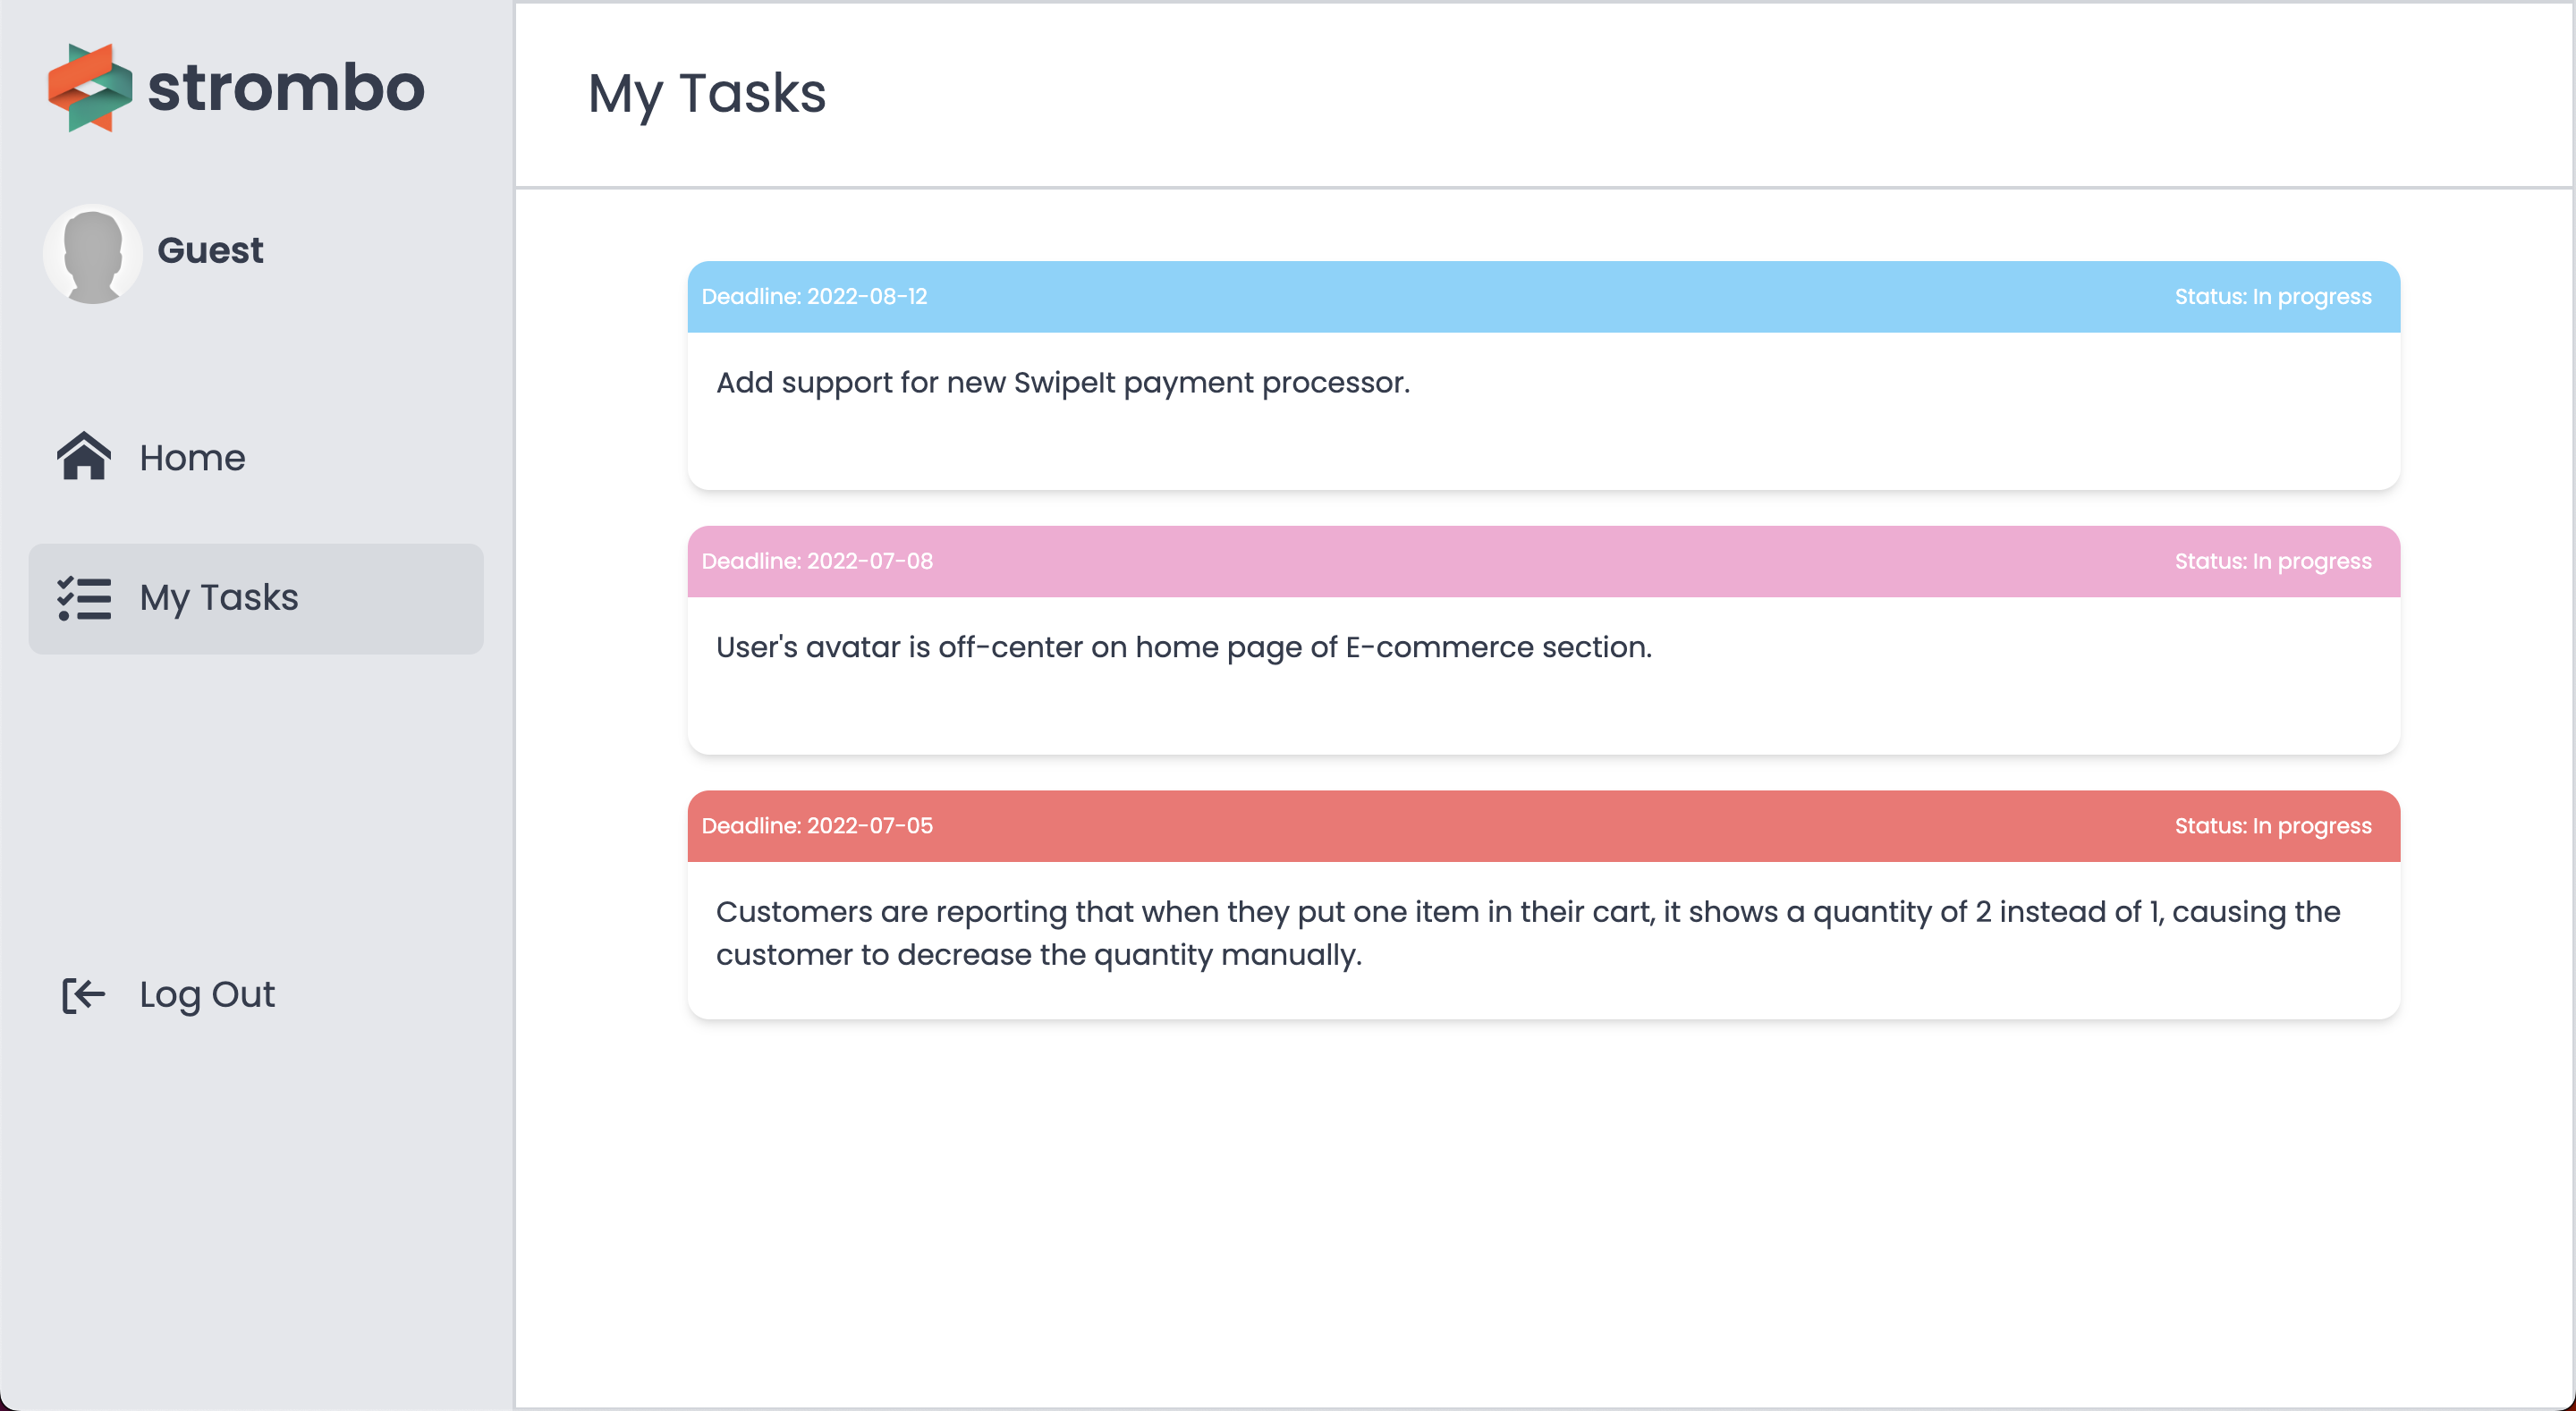 strombo
Guest
Home
My Tasks
Log Out
My Tasks
Deadline: 2022-08-12 Status: In progress
Add support for new SwipeIt payment processor.
Deadline: 2022-07-08 Status: In progress
User's avatar is off-center on home page of E-commerce section.
Deadline: 2022-07-05 Status: In progress
Customers are reporting that when they put one item in their cart, it shows a quantity of 2 instead of 1, causing the
customer to decrease the quantity manually.